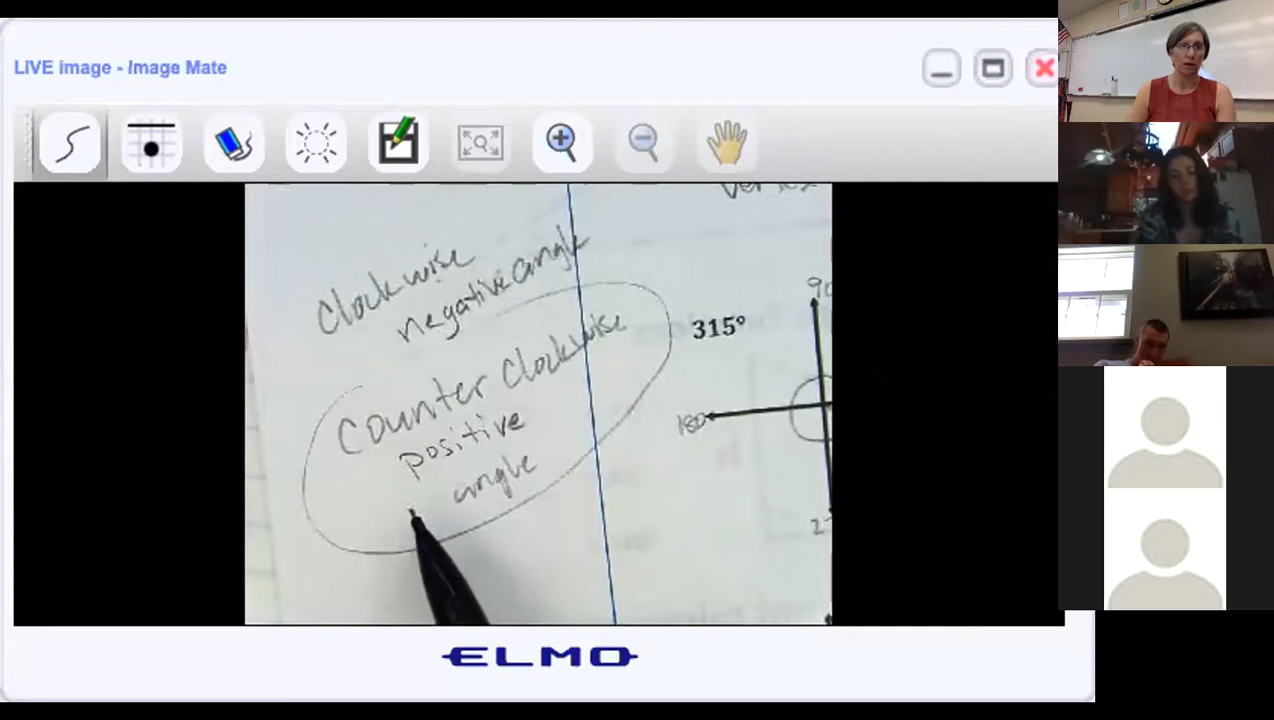 LIVE image - Image Mate
Clockwise
negative angle
Counter Clockwise
positive
angle
315°
180
ELMO